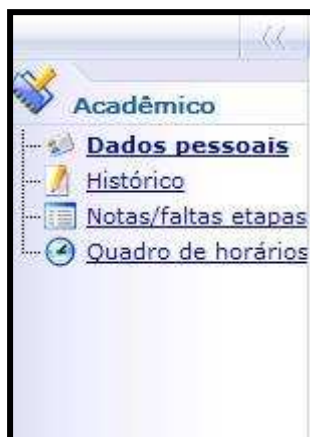 Acadêmico
Dados pessoais
Histórico
Notas/faltas etapas
Quadro de horários